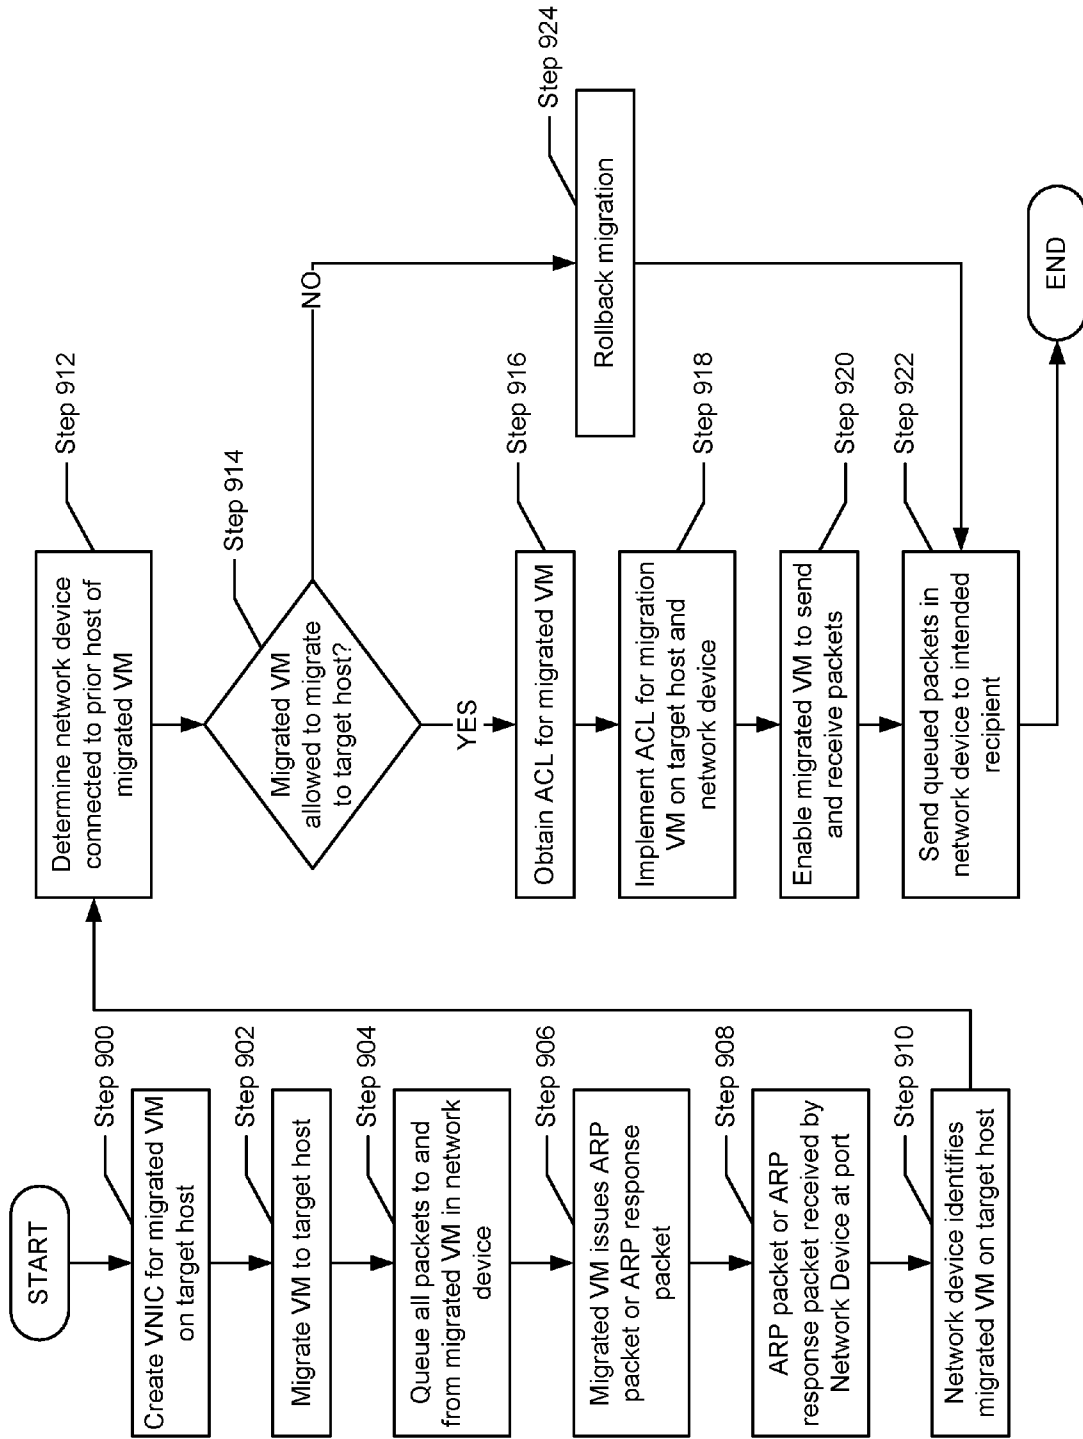 START
Step 900
Create VNIC for migrated VM
on target host
Step 902
Migrate VM to target host
Step 904
Queue all packets to and
from migrated VM in network
device
Step 906
Migrated VM issues ARP
packet or ARP response
packet
Step 908
ARP packet or ARP
response packet received by
Network Device at port
Step 910
Network device identifies
migrated VM on target host
Step 912
Determine network device
connected to prior host of
migrated VM
Step 914
Migrated VM
allowed to migrate
to target host?
NO
YES
Step 916
Obtain ACL for migrated VM
Step 918
Implement ACL for migration
VM on target host and
network device
Step 920
Enable migrated VM to send
and receive packets
Step 922
Send queued packets in
network device to intended
recipient
Step 924
Rollback migration
END